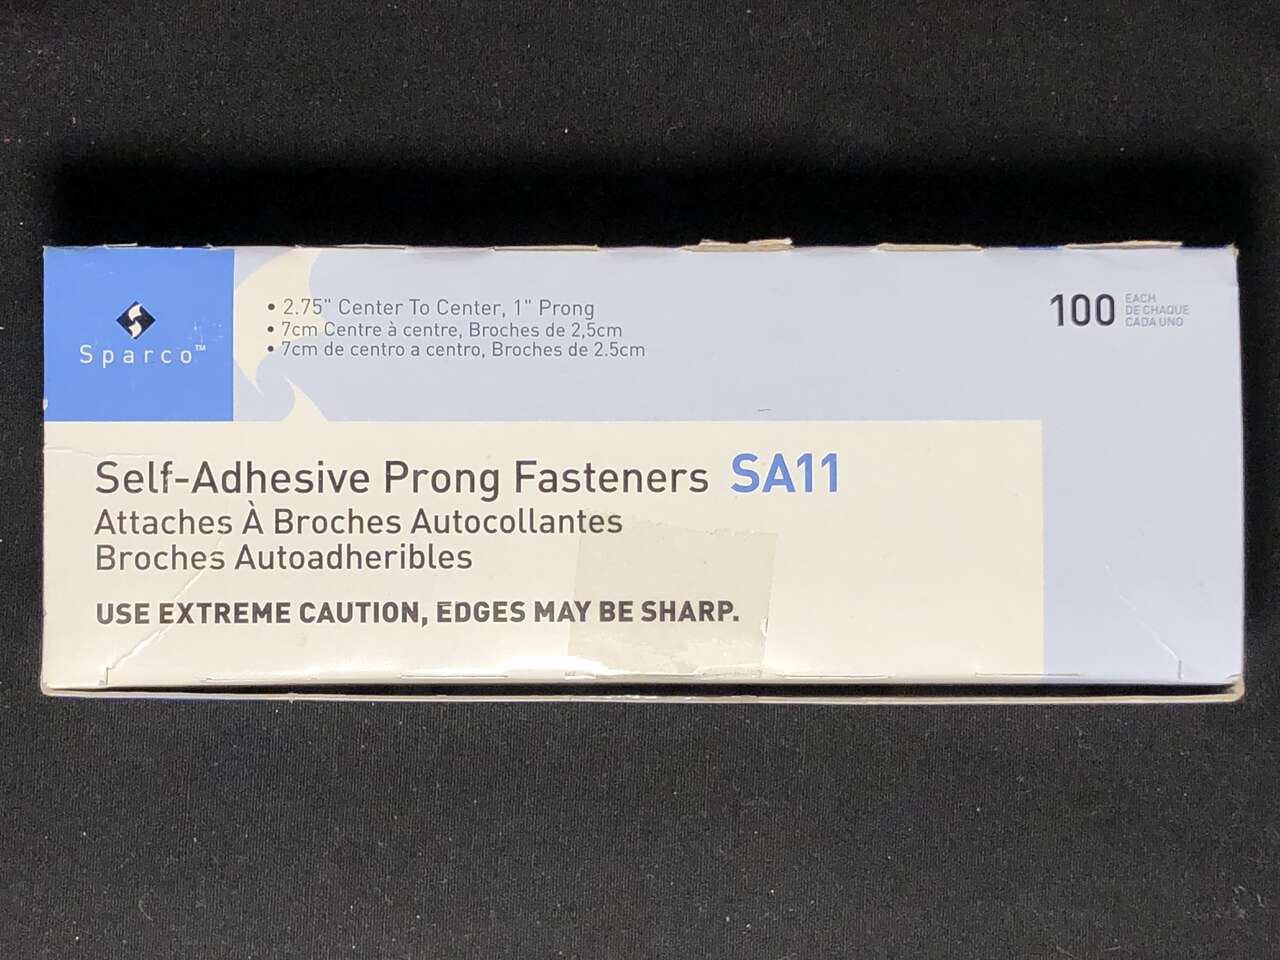 Sparco™
• 2.75" Center To Center, 1" Prong
• 7cm Centre à centre, Broches de 2,5cm
• 7cm de centro a centro, Broches de 2.5cm
100 EACH
DE CHAQUE
CADA UNO
Self-Adhesive Prong Fasteners SA11
Attaches À Broches Autocollantes
Broches Autoadheribles
USE EXTREME CAUTION, EDGES MAY BE SHARP.